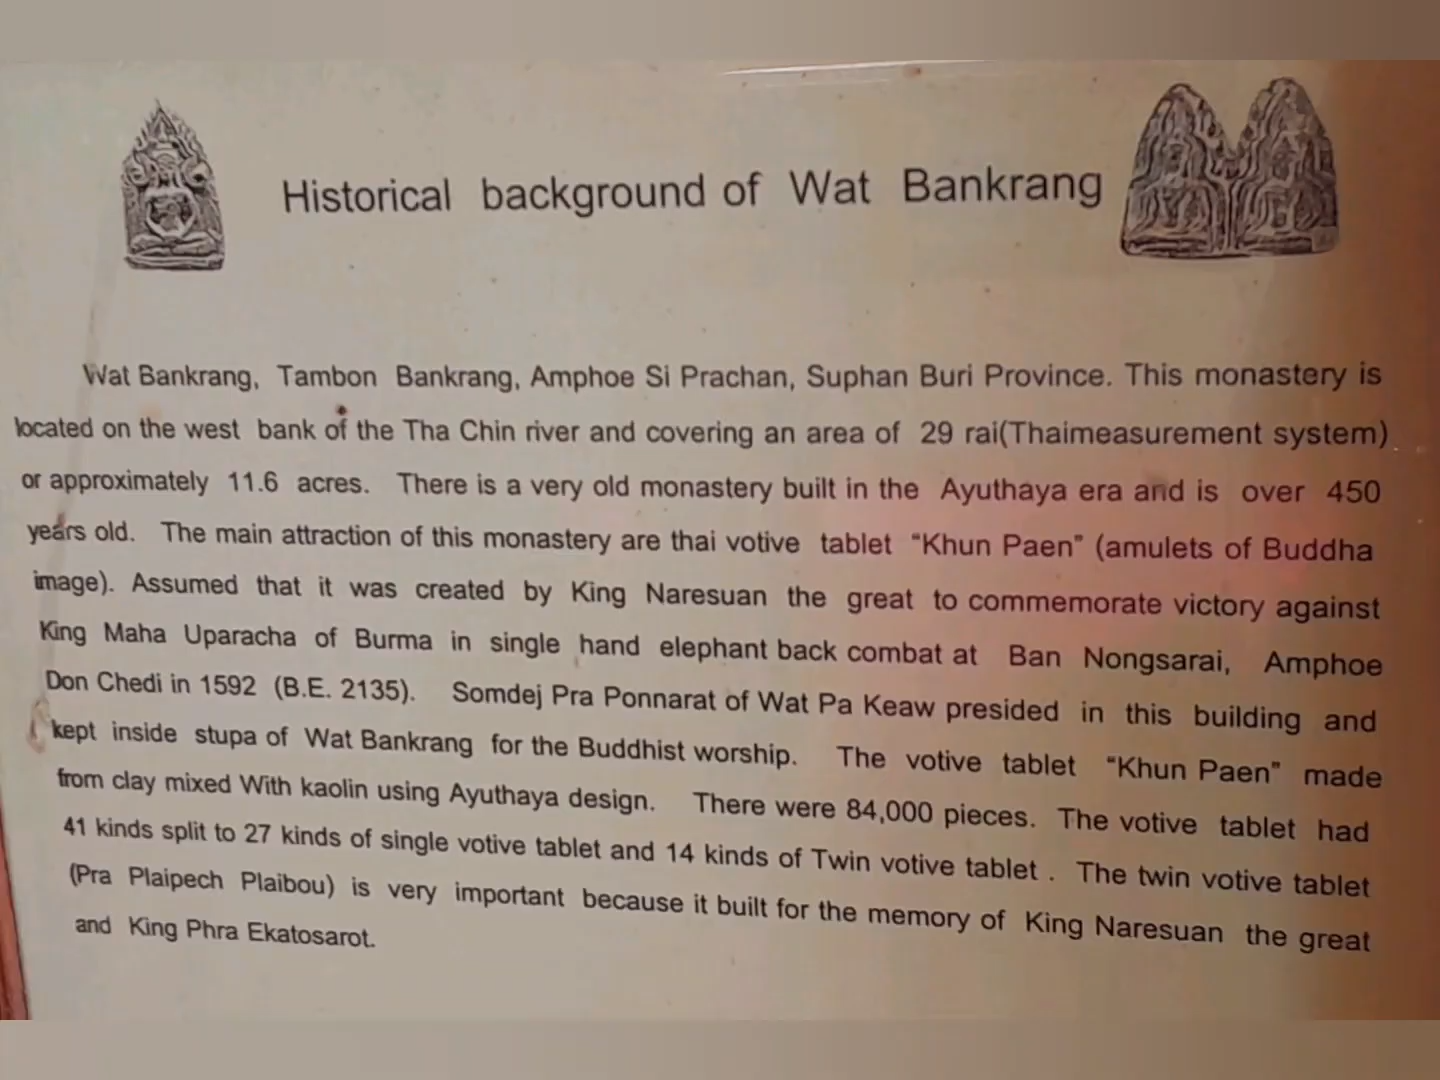 Historical background of Wat Bankrang
Wat Bankrang, Tambon Bankrang, Amphoe Si Prachan, Suphan Buri Province. This monastery is
located on the west bank of the Tha Chin river and covering an area of 29 rai(Thaimeasurement system)
or approximately 11.6 acres. There is a very old monastery built in the Ayuthaya era and is over 450
years old. The main attraction of this monastery are thai votive tablet “Khun Paen” (amulets of Buddha
image). Assumed that it was created by King Naresuan the great to commemorate victory against
King Maha Uparacha of Burma in single hand elephant back combat at Ban Nongsarai, Amphoe
Don Chedi in 1592 (B.E. 2135). Somdej Pra Ponnarat of Wat Pa Keaw presided in this building and
kept inside stupa of Wat Bankrang for the Buddhist worship. The votive tablet “Khun Paen” made
from clay mixed With kaolin using Ayuthaya design. There were 84,000 pieces. The votive tablet had
41 kinds split to 27 kinds of single votive tablet and 14 kinds of Twin votive tablet . The twin votive tablet
(Pra Plaipech Plaibou) is very important because it built for the memory of King Naresuan the great
and King Phra Ekatosarot.